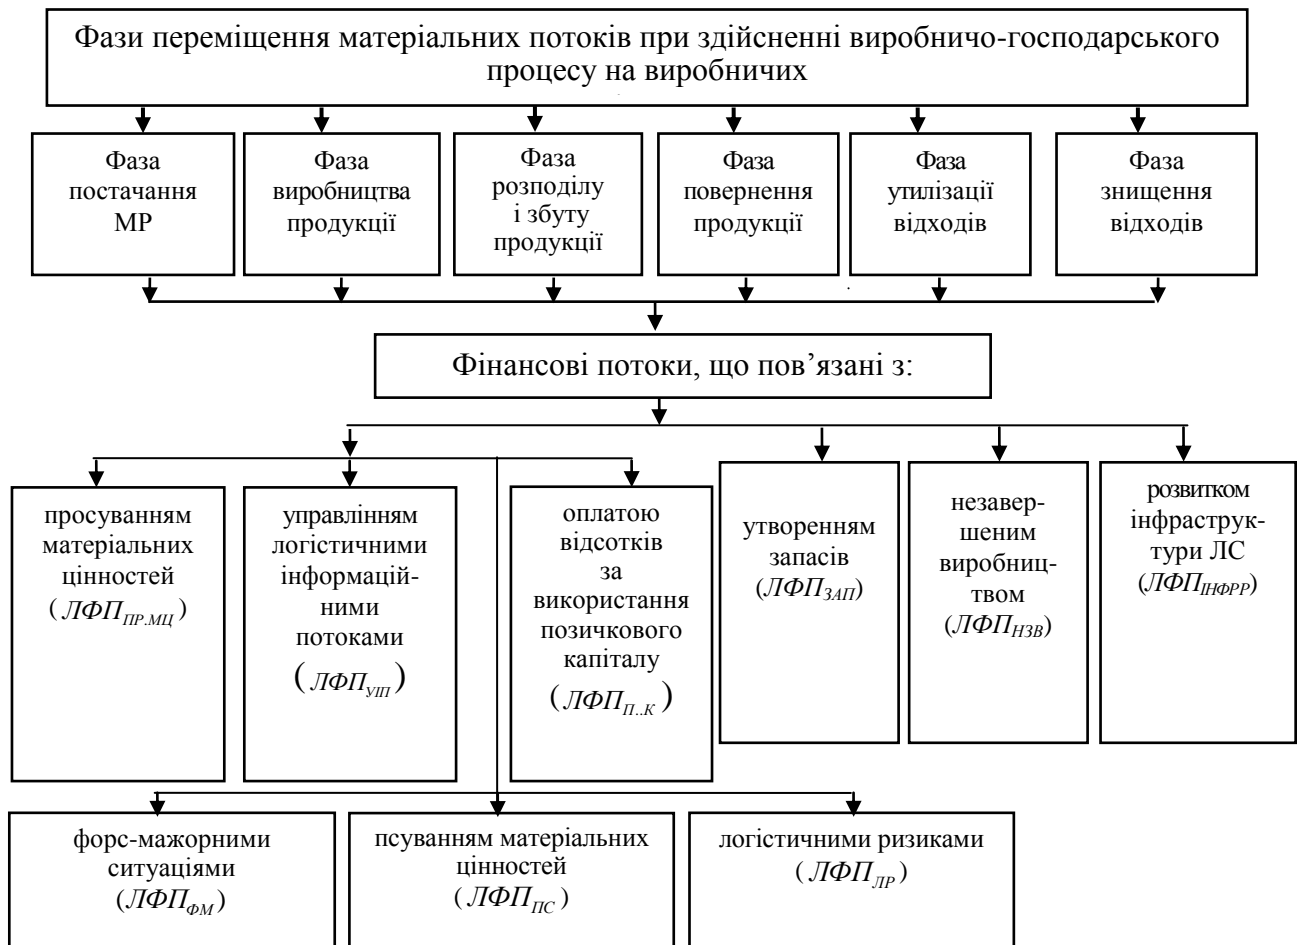 Фази переміщення матеріальних потоків при здійсненні виробничо-господарського
процесу на виробничих
Фаза
постачання
МР
Фаза
виробництва
продукції
Фаза
розподілу
і збуту
продукції
Фаза
повернення
продукції
Фаза
утилізації
відходів
Фаза
знищення
відходів
Фінансові потоки, що пов’язані з:
просуванням
матеріальних
цінностей
(ЛФП_ПР.МЦ)
управлінням
логістичними
інформацій-
ними
потоками
(ЛФП_УІП)
оплатою
відсотків
за
використання
позичкового
капіталу
(ЛФП_П..К)
утворенням
запасів
(ЛФП_ЗАП)
незавер-
шеним
виробниц-
твом
(ЛФП_НЗВ)
розвитком
інфраструк-
тури ЛС
(ЛФП_ІНФРР)
форс-мажорними
ситуаціями
(ЛФП_ФМ)
псуванням матеріальних
цінностей
(ЛФП_ПС)
логістичними ризиками
(ЛФП_ЛР)